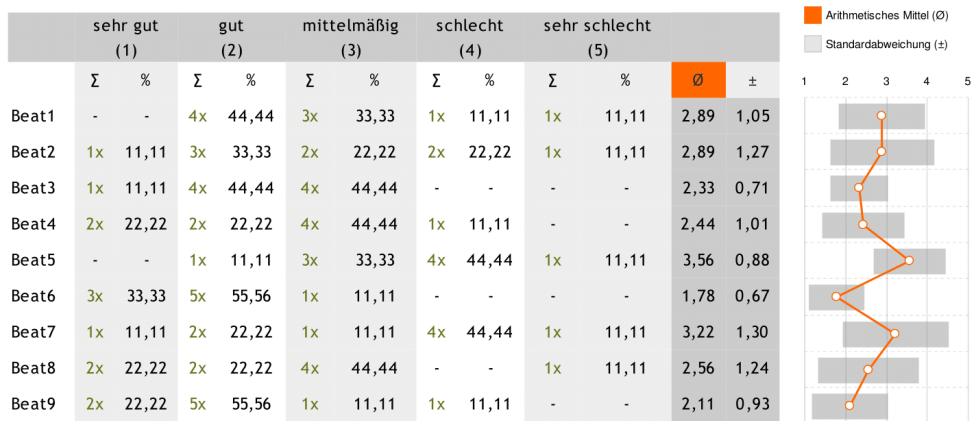 sehr gut gut mittelmäßig schlecht sehr schlecht
(1) (2) (3) (4) (5)
Σ % Σ % Σ % Σ % Σ % Ø ±
Beat1 - - 4x 44,44 3x 33,33 1x 11,11 1x 11,11 2,89 1,05
Beat2 1x 11,11 3x 33,33 2x 22,22 2x 22,22 1x 11,11 2,89 1,27
Beat3 1x 11,11 4x 44,44 4x 44,44 - - - - 2,33 0,71
Beat4 2x 22,22 2x 22,22 4x 44,44 1x 11,11 - - 2,44 1,01
Beat5 - - 1x 11,11 3x 33,33 4x 44,44 1x 11,11 3,56 0,88
Beat6 3x 33,33 5x 55,56 1x 11,11 - - - - 1,78 0,67
Beat7 1x 11,11 2x 22,22 1x 11,11 4x 44,44 1x 11,11 3,22 1,30
Beat8 2x 22,22 2x 22,22 4x 44,44 - - 1x 11,11 2,56 1,24
Beat9 2x 22,22 5x 55,56 1x 11,11 1x 11,11 - - 2,11 0,93
Arithmetisches Mittel (Ø)
Standardabweichung (±)
1 2 3 4 5